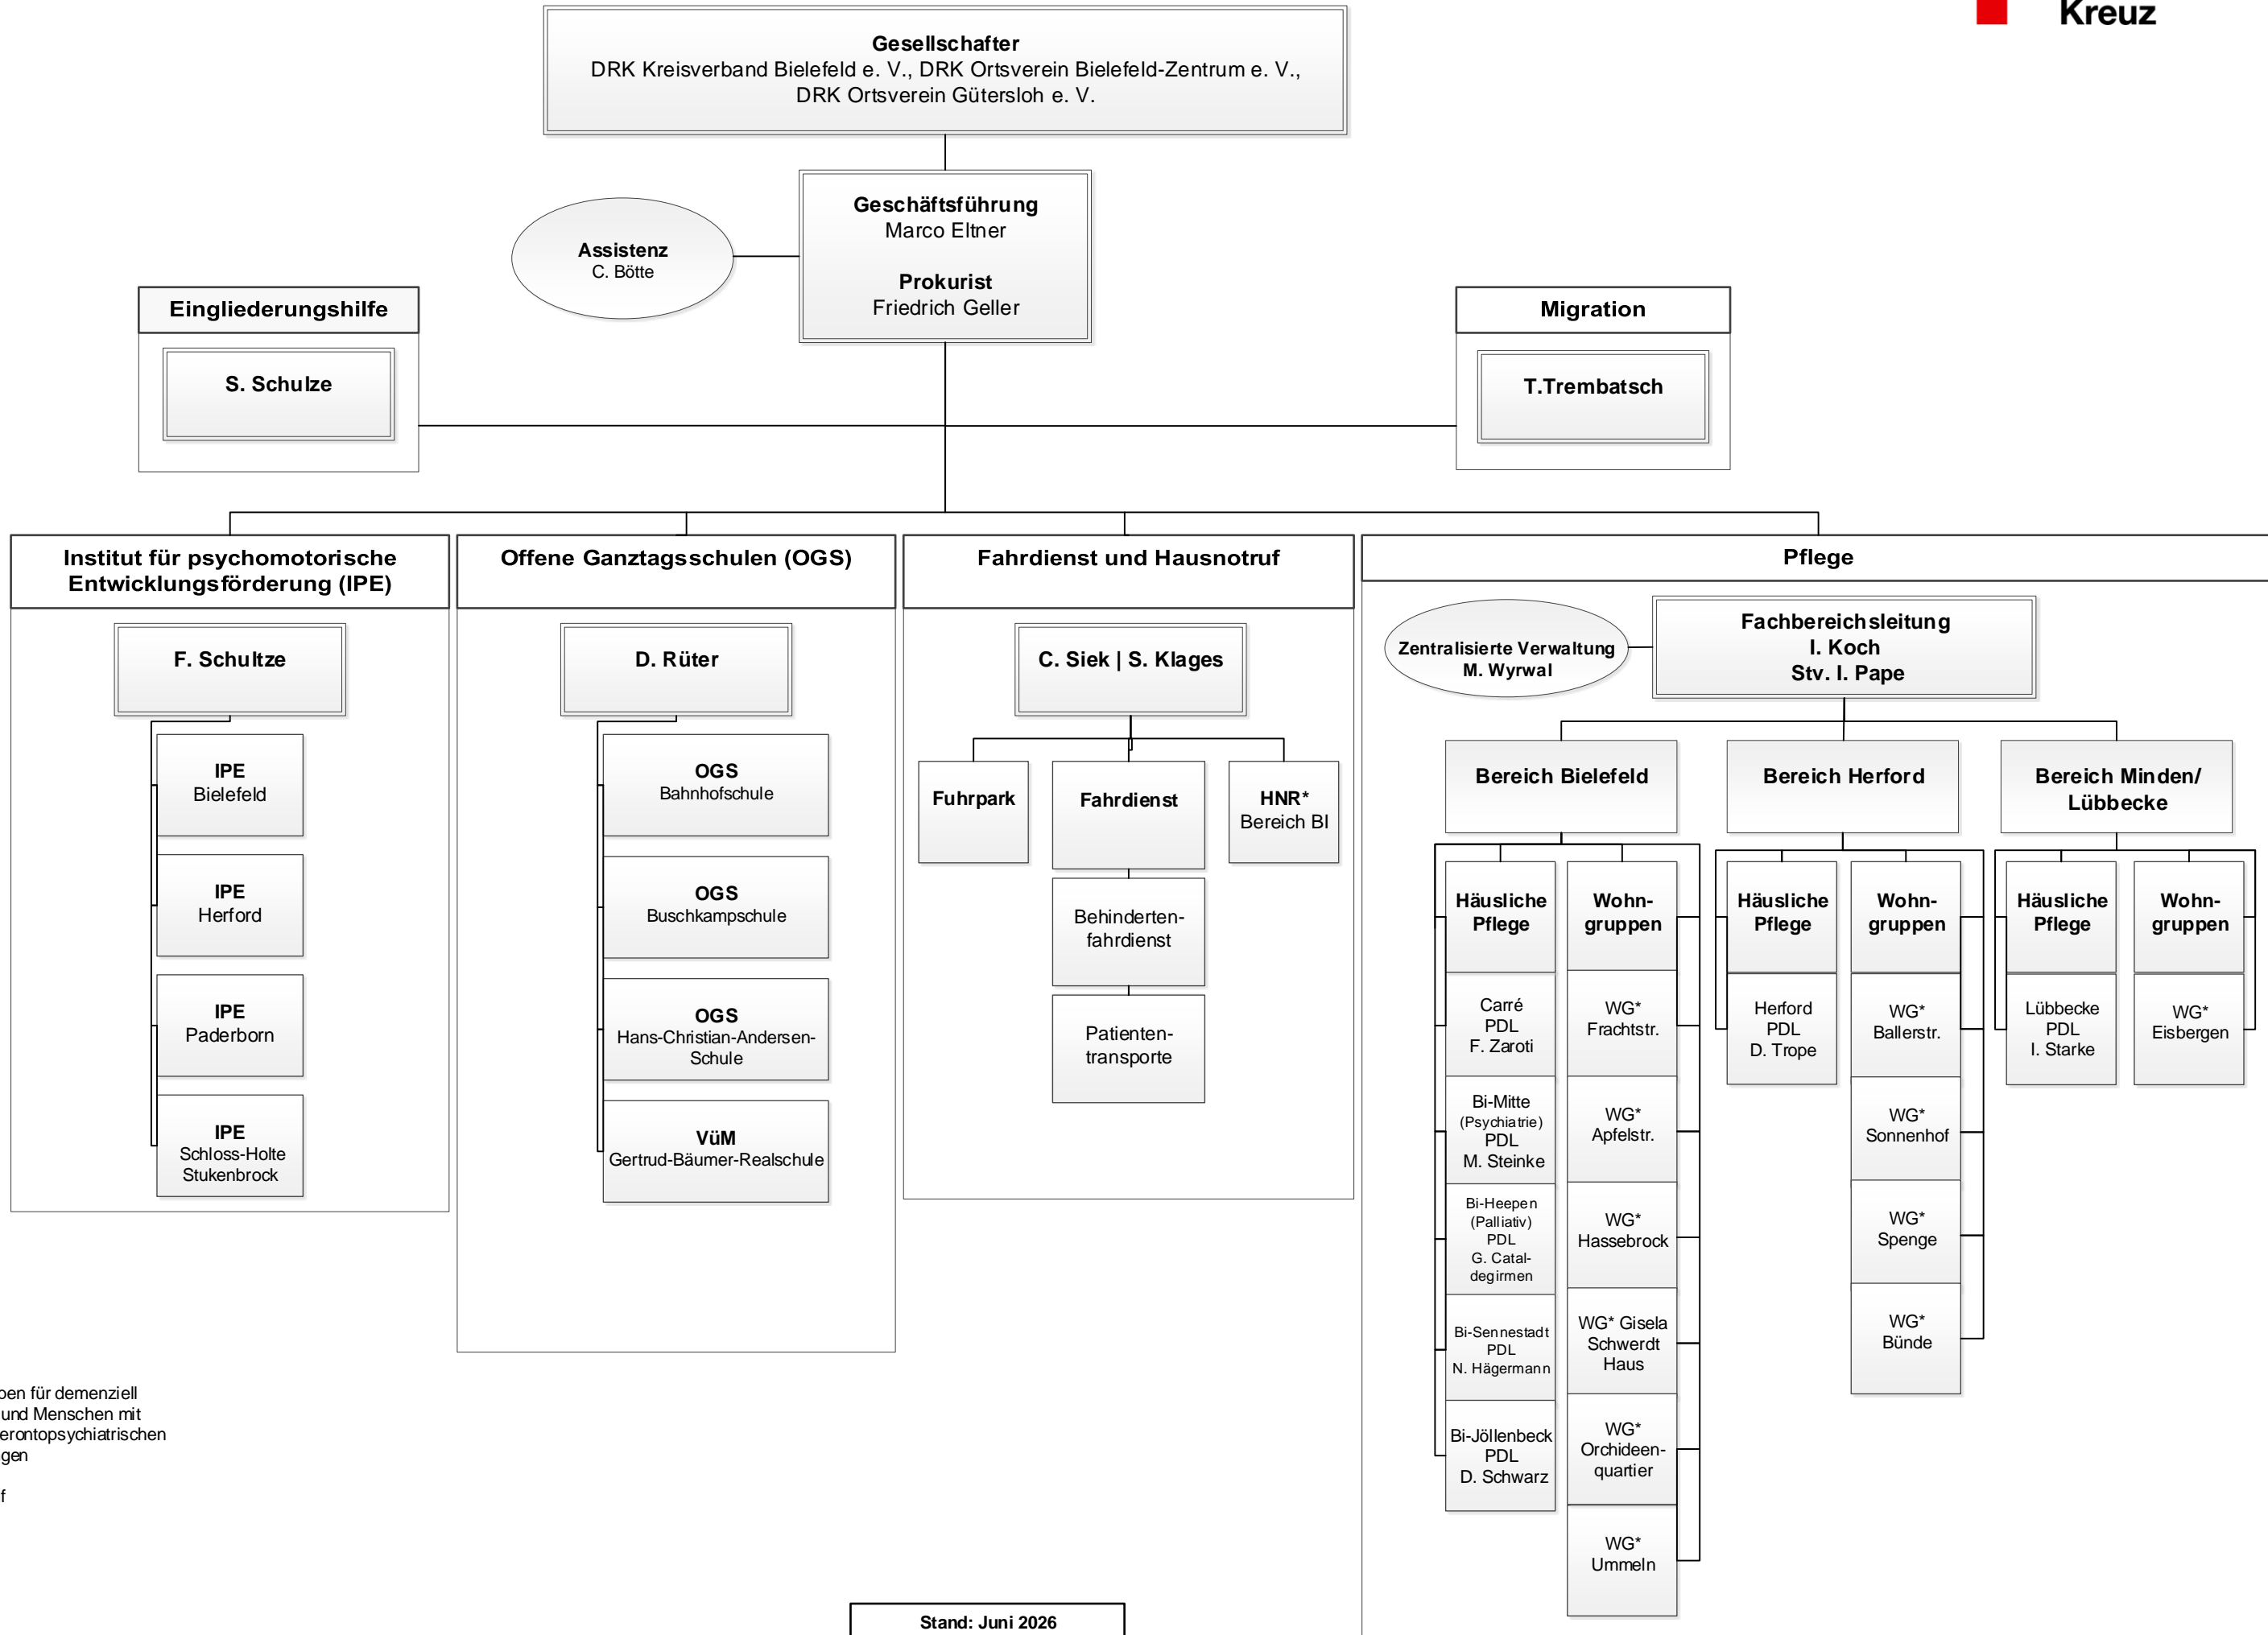 Kreuz
Gesellschafter
DRK Kreisverband Bielefeld e. V., DRK Ortsverein Bielefeld-Zentrum e. V.,
DRK Ortsverein Gütersloh e. V.
Geschäftsführung
Marco Eltner
Prokurist
Friedrich Geller
Assistenz
C. Bötte
Eingliederungshilfe
S. Schulze
Migration
T.Trembatsch
Institut für psychomotorische
Entwicklungsförderung (IPE)
F. Schultze
IPE
Bielefeld
IPE
Herford
IPE
Paderborn
IPE
Schloss-Holte
Stukenbrock
Offene Ganztagsschulen (OGS)
D. Rüter
OGS
Bahnhofschule
OGS
Buschkampschule
OGS
Hans-Christian-Andersen-
Schule
VüM
Gertrud-Bäumer-Realschule
Fahrdienst und Hausnotruf
C. Siek | S. Klages
Fuhrpark
Fahrdienst
HNR*
Bereich BI
Behinderten-
fahrdienst
Patienten-
transporte
Pflege
Zentralisierte Verwaltung
M. Wyrwal
Fachbereichsleitung
I. Koch
Stv. I. Pape
Bereich Bielefeld
Häusliche
Pflege
Carré
PDL
F. Zaroti
Bi-Mitte
(Psychiatrie)
PDL
M. Steinke
Bi-Heepen
(Palliativ)
PDL
G. Catal-
degirmen
Bi-Sennestadt
PDL
N. Hägermann
Bi-Jöllenbeck
PDL
D. Schwarz
Wohn-
gruppen
WG*
Frachtstr.
WG*
Apfelstr.
WG*
Hassebrock
WG* Gisela
Schwerdt
Haus
WG*
Orchideen-
quartier
WG*
Ummeln
Bereich Herford
Häusliche
Pflege
Herford
PDL
D. Trope
Wohn-
gruppen
WG*
Ballerstr.
WG*
Sonnenhof
WG*
Spenge
WG*
Bünde
Bereich Minden/
Lübbecke
Häusliche
Pflege
Lübbecke
PDL
I. Starke
Wohn-
gruppen
WG*
Eisbergen
für demenziell
und Menschen mit
erontopsychiatrischen
gen
f
Stand: Juni 2026